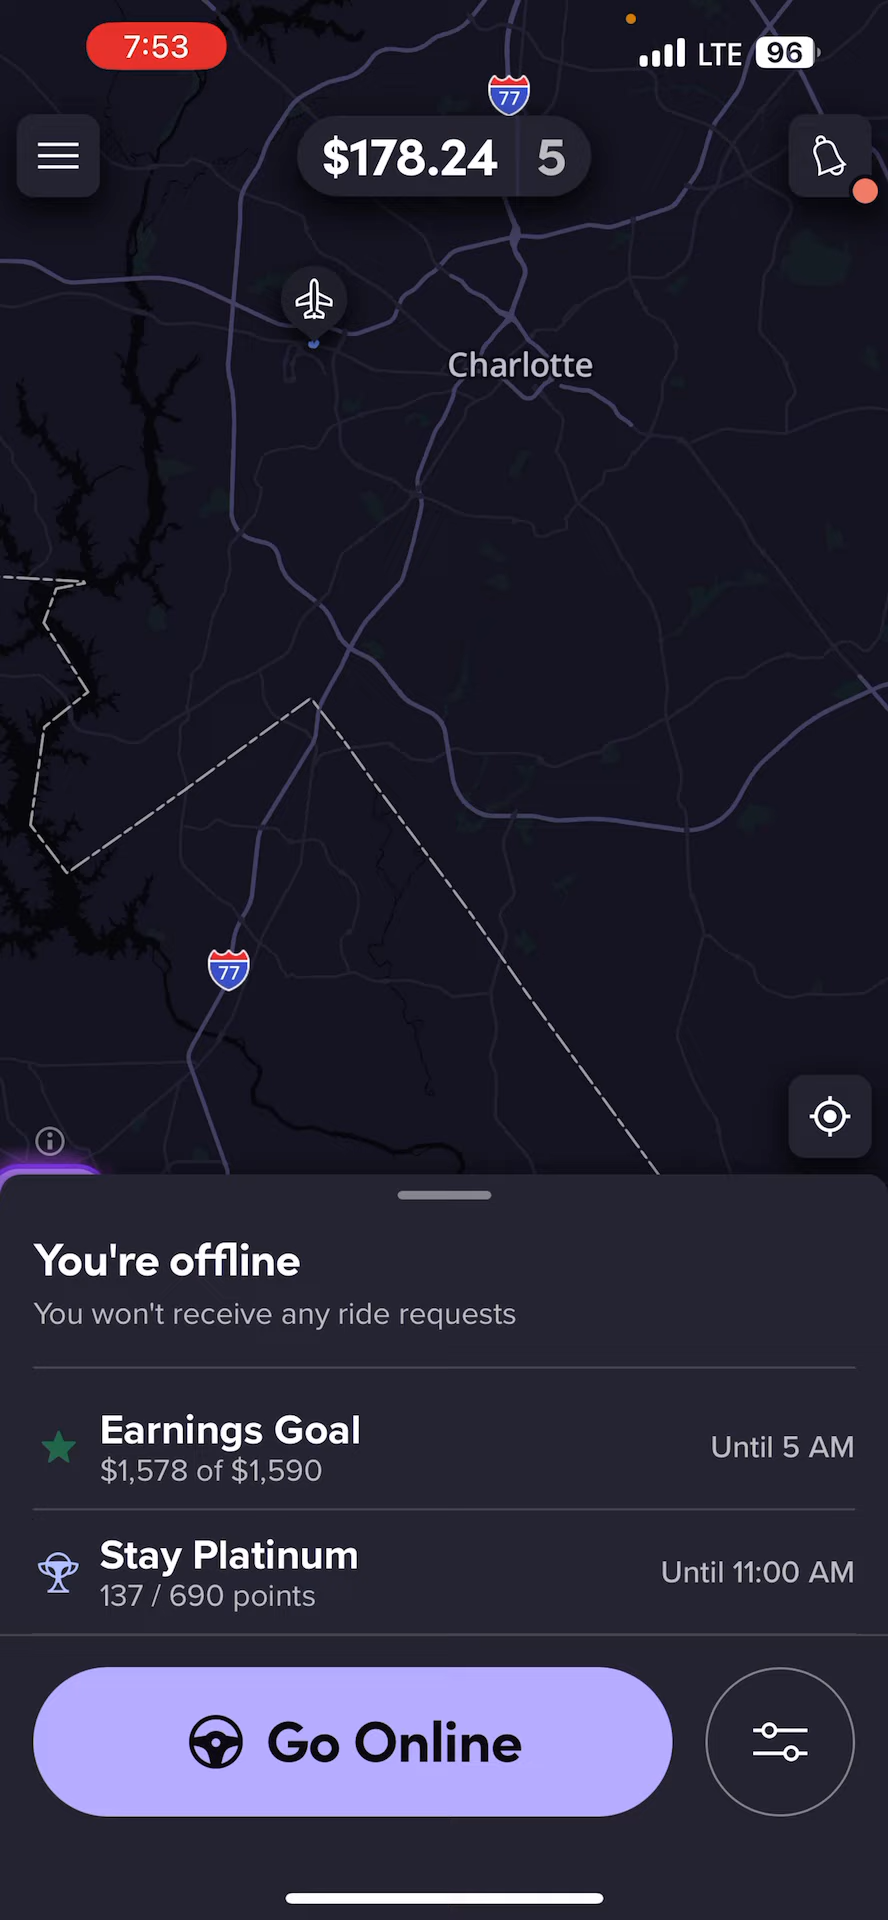 7:53
LTE 96
77
$178.24 5
Charlotte
77
You're offline
You won't receive any ride requests
Earnings Goal
$1,578 of $1,590
Until 5 AM
Stay Platinum
137 / 690 points
Until 11:00 AM
Go Online